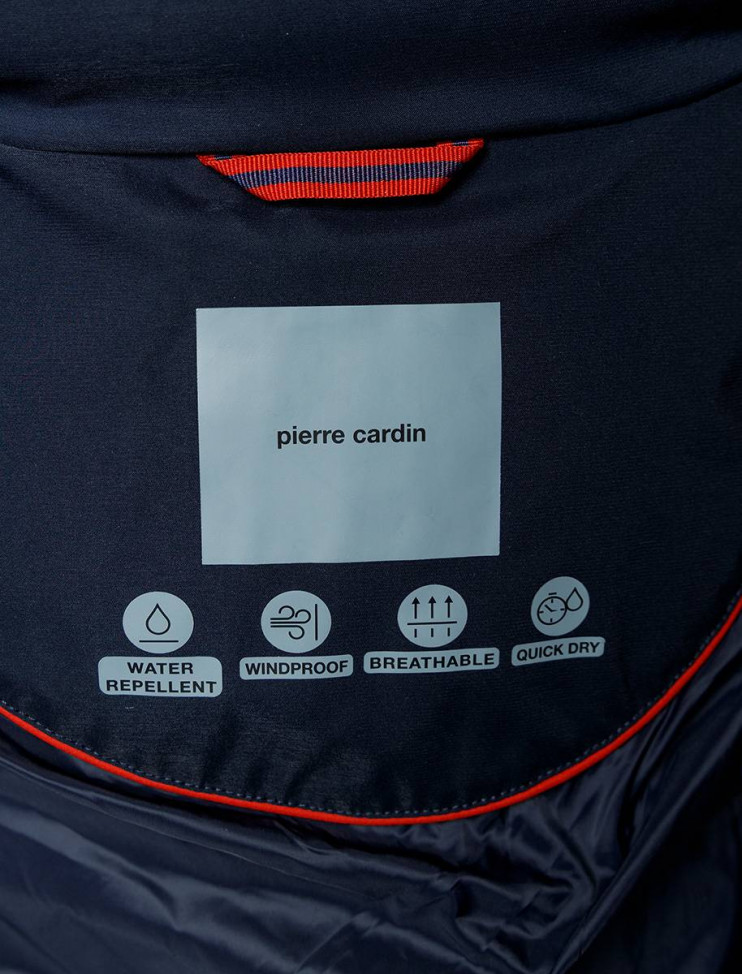 pierre cardin
WATER
REPELLENT
WINDPROOF
BREATHABLE
QUICK DRY